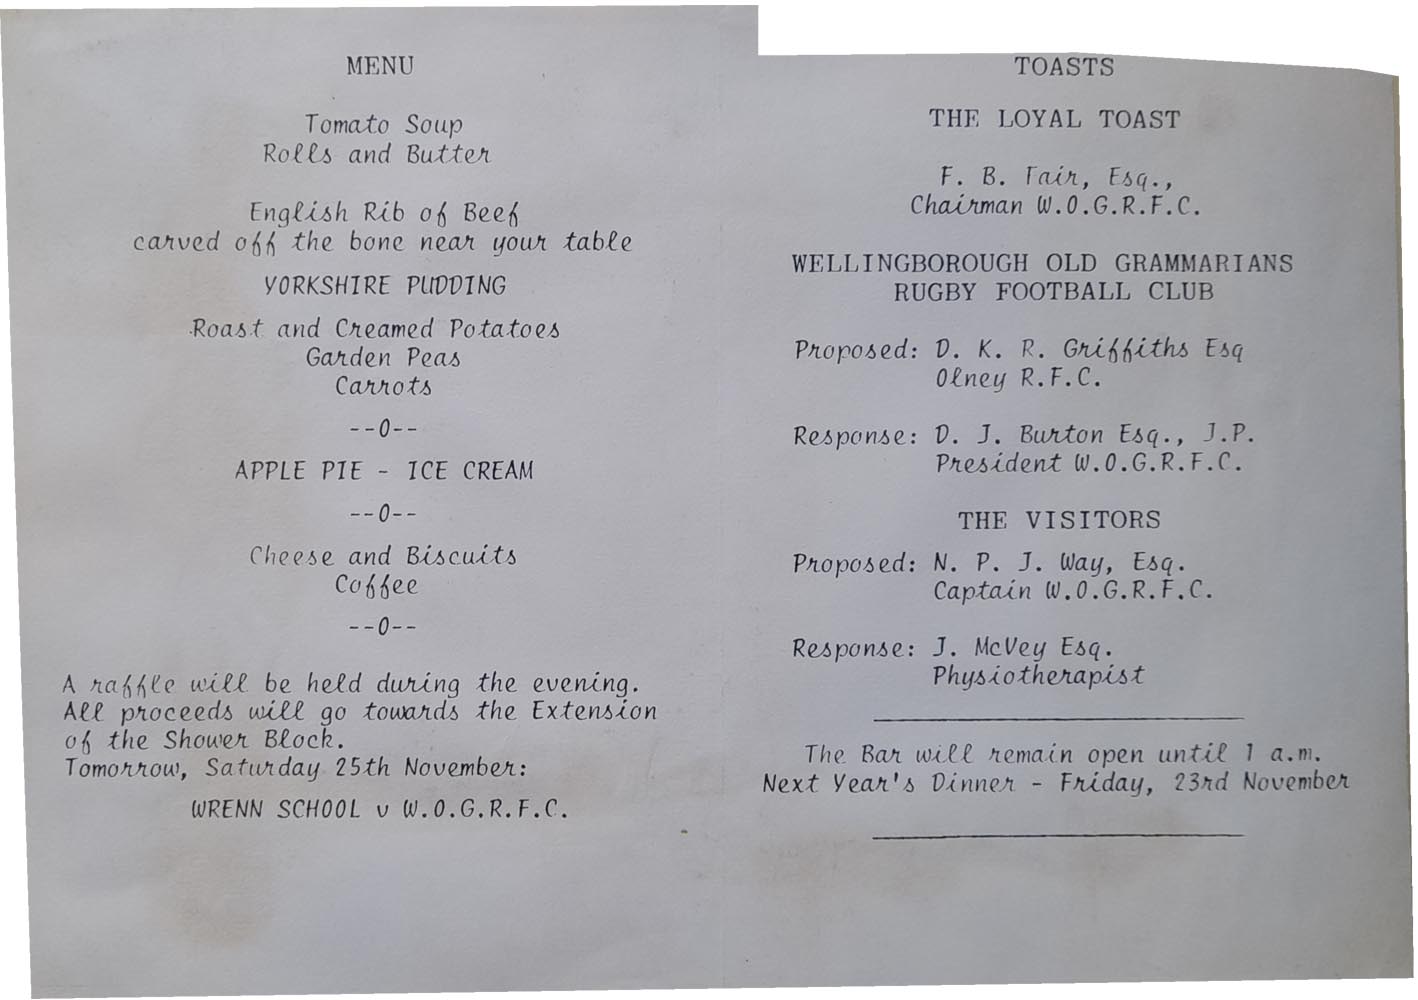 MENU
Tomato Soup
Rolls and Butter
English Rib of Beef
carved off the bone near your table
YORKSHIRE PUDDING
Roast and Creamed Potatoes
Garden Peas
Carrots
--0--
APPLE PIE - ICE CREAM
--0--
Cheese and Biscuits
Coffee
--0--
A raffle will be held during the evening.
All proceeds will go towards the Extension
of the Shower Block.
Tomorrow, Saturday 25th November:
WRENN SCHOOL v W.O.G.R.F.C.
TOASTS
THE LOYAL TOAST
F. B. Fair, Esq.,
Chairman W.O.G.R.F.C.
WELLINGBOROUGH OLD GRAMMARIANS
RUGBY FOOTBALL CLUB
Proposed: D. K. R. Griffiths Esq
Olney R.F.C.
Response: D. J. Burton Esq., J.P.
President W.O.G.R.F.C.
THE VISITORS
Proposed: N. P. J. Way, Esq.
Captain W.O.G.R.F.C.
Response: J. McVey Esq.
Physiotherapist
The Bar will remain open until 1 a.m.
Next Year's Dinner - Friday, 23rd November